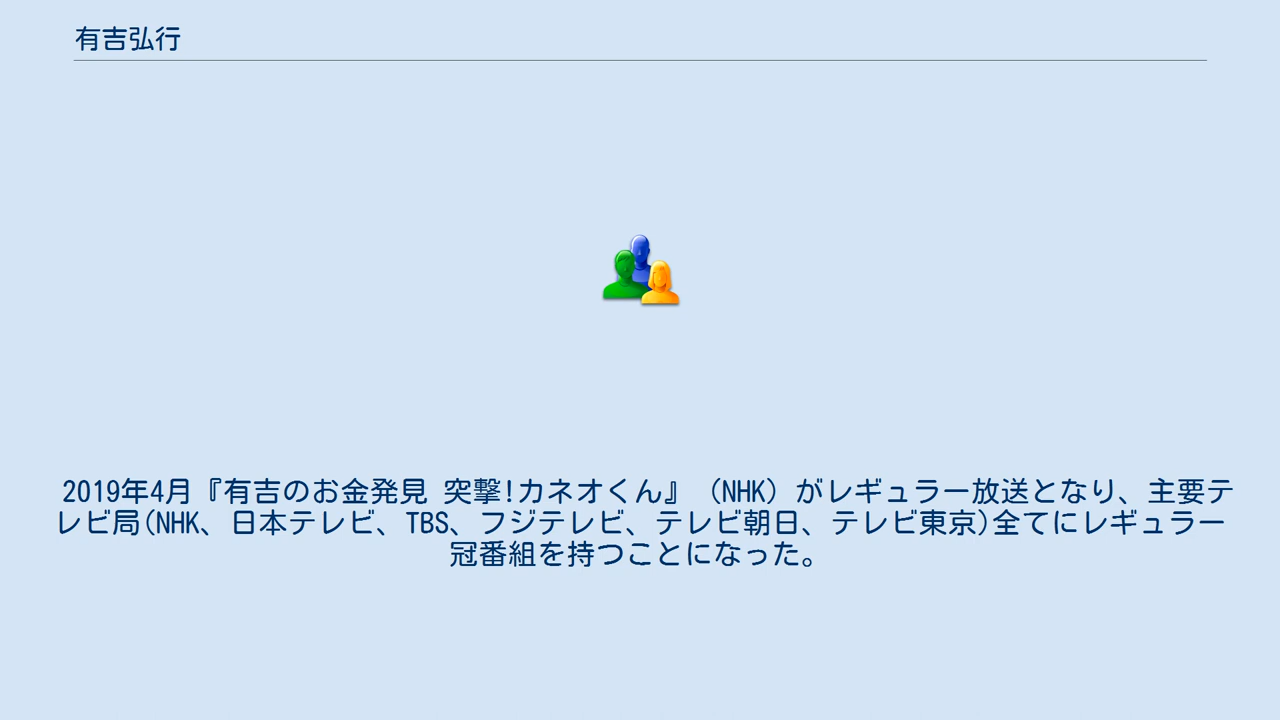 有吉弘行
2019年4月『有吉のお金発見 突撃!カネオくん』（NHK）がレギュラー放送となり、主要テ
レビ局(NHK、日本テレビ、TBS、フジテレビ、テレビ朝日、テレビ東京)全てにレギュラー
冠番組を持つことになった。